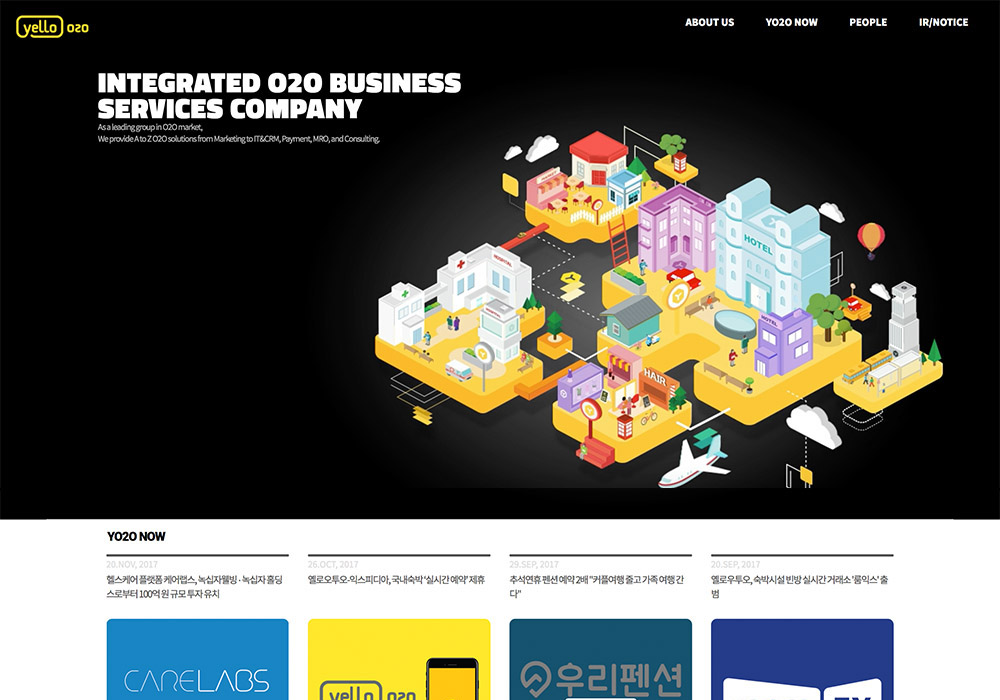 yello o2o
ABOUT US YO2O NOW PEOPLE IR/NOTICE
INTEGRATED O2O BUSINESS
SERVICES COMPANY
As a leading group in O2O market,
We provide A to Z O2O solutions from Marketing to IT&CRM, Payment, MRO, and Consulting.
HOSPITAL
HOTEL
HOTEL
HAIR
YO2O NOW
20.NOV, 2017
헬스케어 플랫폼 케어랩스, 녹십자웰빙·녹십자 홀딩
스로부터 100억 원 규모 투자 유치
26.OCT, 2017
옐로오투오-익스피디아, 국내숙박 '실시간 예약' 제휴
29.SEP, 2017
추석연휴 펜션 예약 2배 "커플여행 줄고 가족 여행 간
다"
20.SEP, 2017
옐로우투오, 숙박시설 빈방 실시간 거래소 '룸익스' 출
범
CARELABS
yello o2o
우리펜션